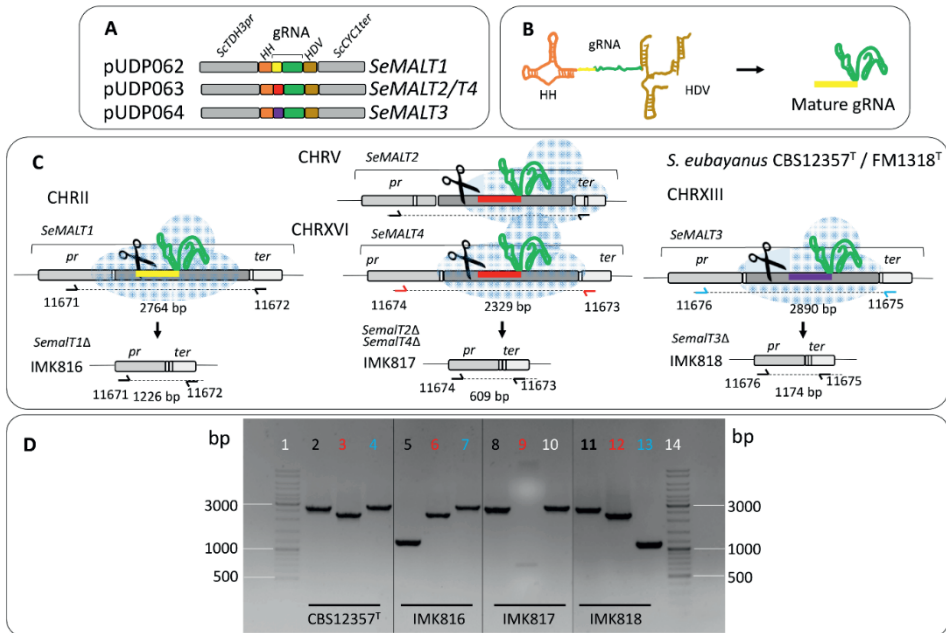 A
ScTDH3pr
HH
gRNA
HDV
ScCYC1ter
pUDP062 SeMALT1
pUDP063 SeMALT2/T4
pUDP064 SeMALT3
B
gRNA
HH
HDV
Mature gRNA
C
CHRII
SeMALT1
pr ter
11671 11672
2764 bp
SemalT1Δ
IMK816
pr ter
11671 11672
1226 bp
CHRV
SeMALT2
pr ter
CHRXVI
SeMALT4
pr ter
11674 11673
2329 bp
SemalT2Δ
SemalT4Δ
IMK817
pr ter
11674 11673
609 bp
S. eubayanus CBS12357ᵀ / FM1318ᵀ
CHRXIII
SeMALT3
pr ter
11676 11675
2890 bp
SemalT3Δ
IMK818
pr ter
11676 11675
1174 bp
D
bp bp
1 2 3 4 5 6 7 8 9 10 11 12 13 14
3000 3000
1000 1000
500 500
CBS12357ᵀ IMK816 IMK817 IMK818